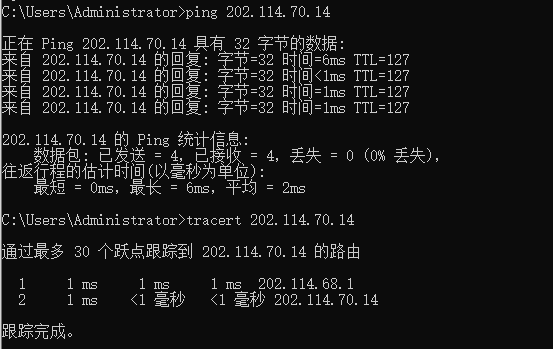 C:\Users\Administrator>ping 202.114.70.14
正在 Ping 202.114.70.14 具有 32 字节的数据:
来自 202.114.70.14 的回复: 字节=32 时间=6ms TTL=127
来自 202.114.70.14 的回复: 字节=32 时间<1ms TTL=127
来自 202.114.70.14 的回复: 字节=32 时间=1ms TTL=127
来自 202.114.70.14 的回复: 字节=32 时间=1ms TTL=127
202.114.70.14 的 Ping 统计信息:
数据包: 已发送 = 4，已接收 = 4，丢失 = 0 (0% 丢失)，
往返行程的估计时间(以毫秒为单位):
最短 = 0ms，最长 = 6ms，平均 = 2ms
C:\Users\Administrator>tracert 202.114.70.14
通过最多 30 个跃点跟踪到 202.114.70.14 的路由
1 1 ms 1 ms 1 ms 202.114.68.1
2 1 ms <1 毫秒 <1 毫秒 202.114.70.14
跟踪完成。